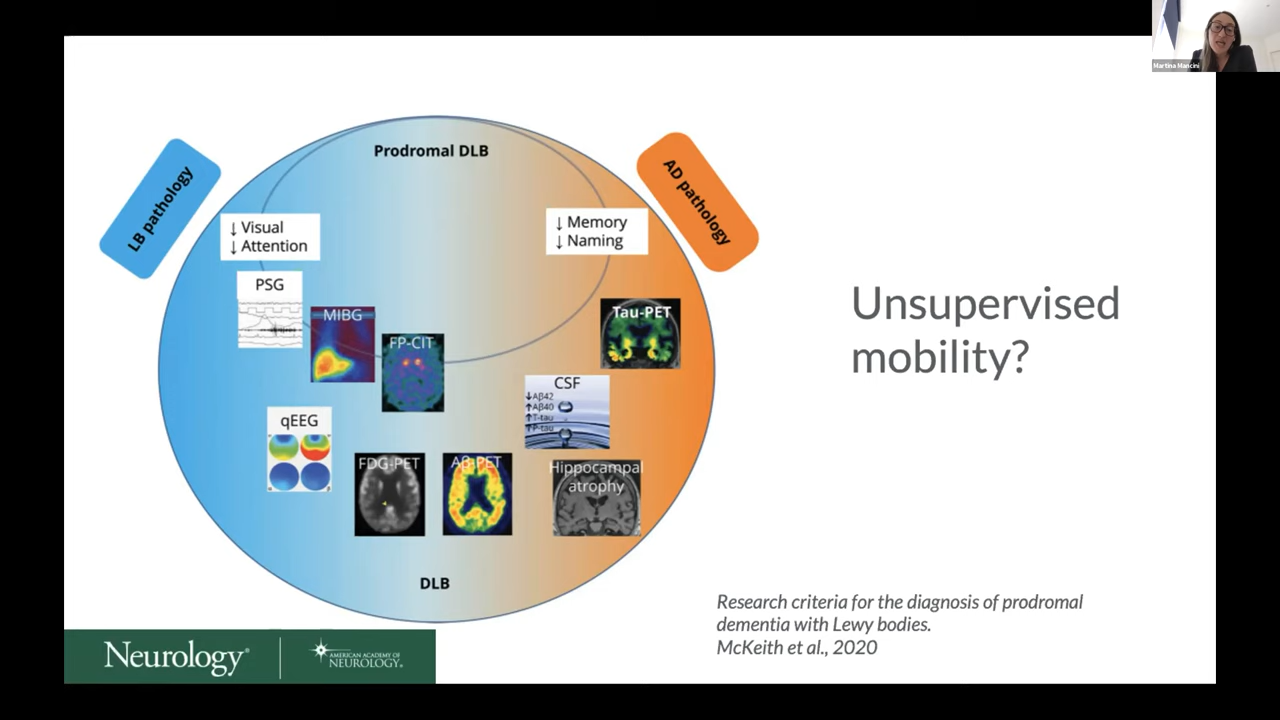 Martina Mancini
Prodromal DLB
LB pathology
AD pathology
↓ Visual
↓ Attention
↓ Memory
↓ Naming
PSG
MIBG
FP-CIT
Tau-PET
CSF
↓Aβ42
↑Aβ40
↑T-tau
↑P-tau
qEEG
FDG-PET
Aβ-PET
Hippocampal
atrophy
DLB
Unsupervised
mobility?
Research criteria for the diagnosis of prodromal
dementia with Lewy bodies.
McKeith et al., 2020
Neurology®
AMERICAN ACADEMY OF
NEUROLOGY®